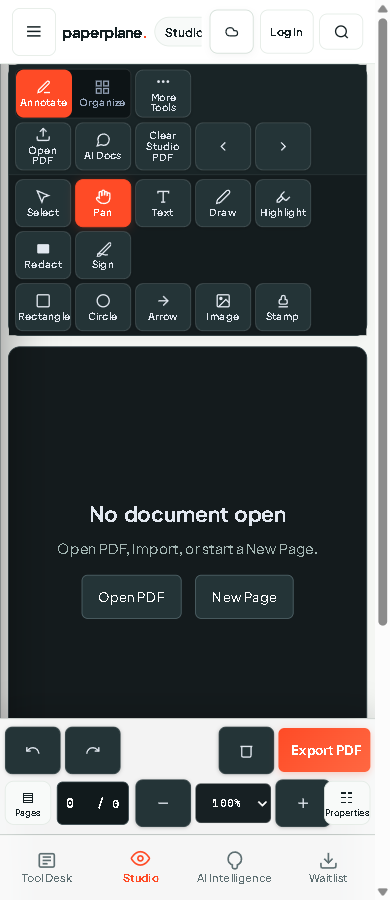 paperplane.
Studio
Log In
Annotate
Organize
More
Tools
Open
PDF
AI Docs
Clear
Studio
PDF
Select
Pan
Text
Draw
Highlight
Redact
Sign
Rectangle
Circle
Arrow
Image
Stamp
No document open
Open PDF, Import, or start a New Page.
Open PDF
New Page
Export PDF
Pages
0 / 0
100%
Properties
Tool Desk
Studio
AI Intelligence
Waitlist